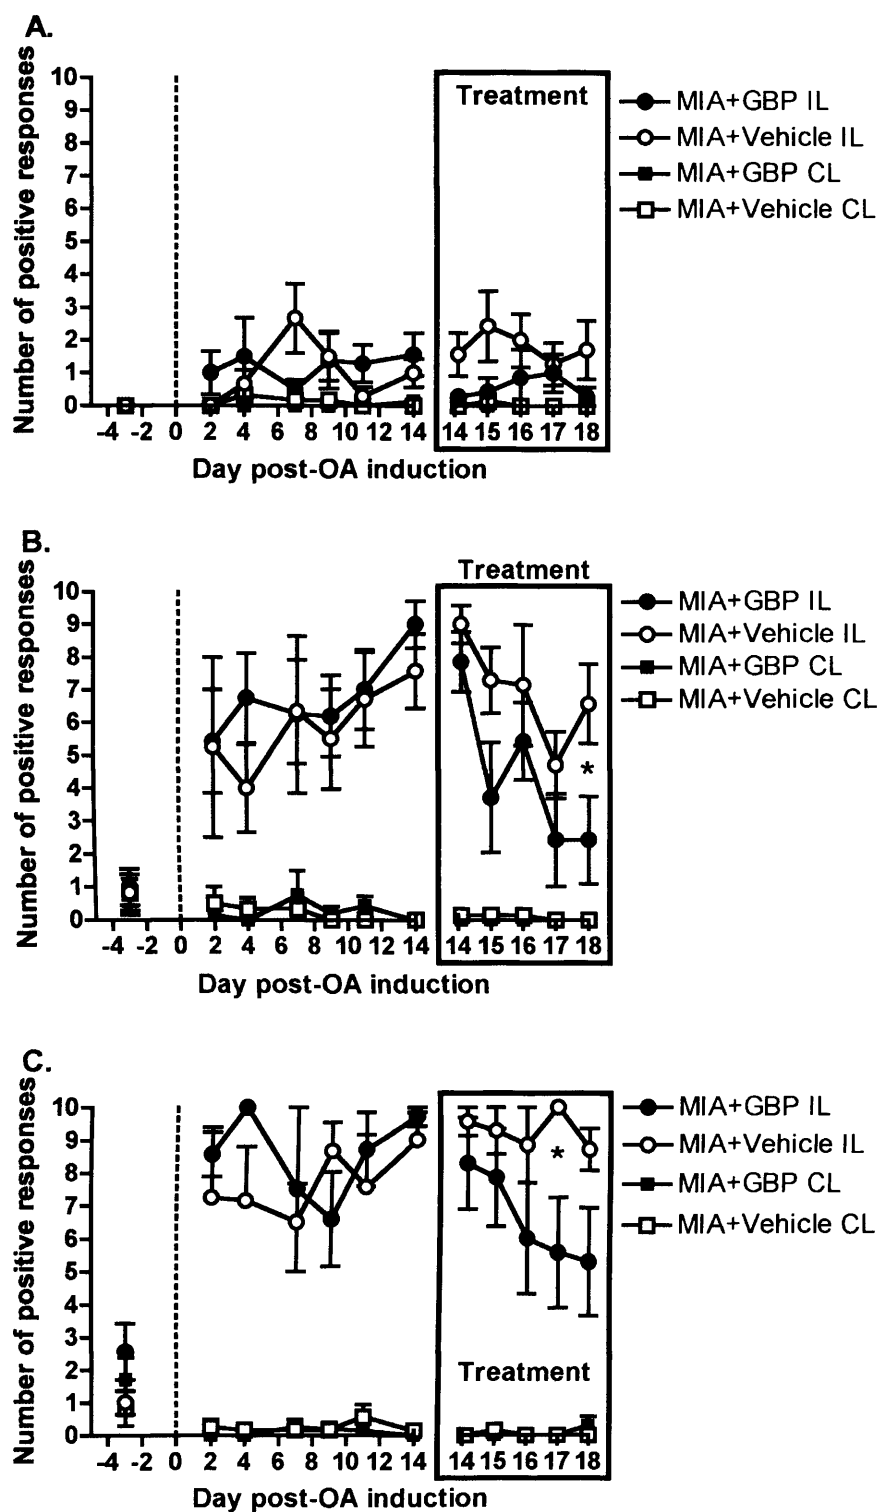 A.
Number of positive responses
10
9
8
7
6
5
4
3
2
1
0
-4 -2 0 2 4 6 8 10 12 14
Day post-OA induction
Treatment
14 15 16 17 18
MIA+GBP IL
MIA+Vehicle IL
MIA+GBP CL
MIA+Vehicle CL
B.
Number of positive responses
10
9
8
7
6
5
4
3
2
1
0
-4 -2 0 2 4 6 8 10 12 14
Day post-OA induction
Treatment
*
14 15 16 17 18
MIA+GBP IL
MIA+Vehicle IL
MIA+GBP CL
MIA+Vehicle CL
C.
Number of positive responses
10
9
8
7
6
5
4
3
2
1
0
-4 -2 0 2 4 6 8 10 12 14
Day post-OA induction
*
Treatment
14 15 16 17 18
MIA+GBP IL
MIA+Vehicle IL
MIA+GBP CL
MIA+Vehicle CL